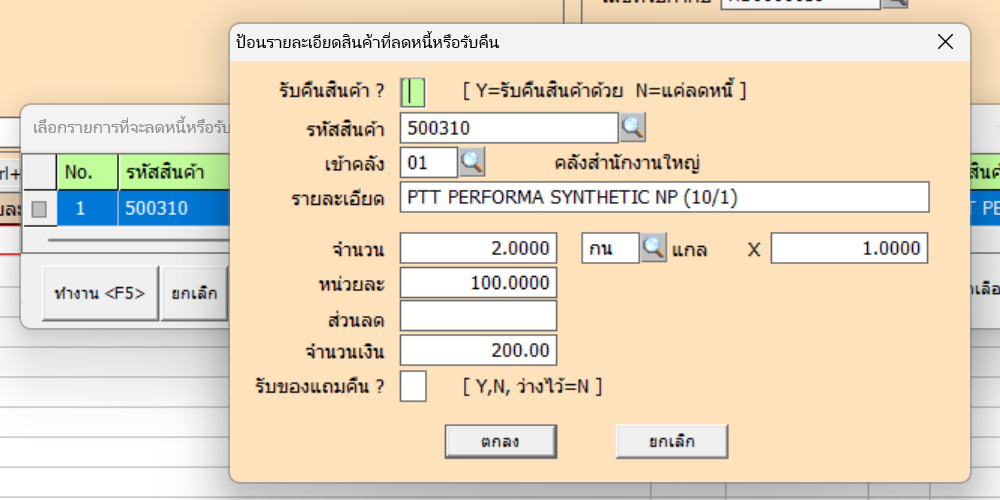 ป้อนรายละเอียดสินค้าที่ลดหนี้หรือรับคืน
รับคืนสินค้า ? [ Y=รับคืนสินค้าด้วย N=แค่ลดหนี้ ]
รหัสสินค้า 500310
เข้าคลัง 01 คลังสำนักงานใหญ่
รายละเอียด PTT PERFORMA SYNTHETIC NP (10/1)
จำนวน 2.0000 กน แกล X 1.0000
หน่วยละ 100.0000
ส่วนลด
จำนวนเงิน 200.00
รับของแถมคืน ? [ Y,N, ว่างไว้=N ]
ตกลง ยกเลิก
เลือกรายการที่จะลดหนี้หรือรับ
No. รหัสสินค้า
1 500310
ทำงาน <F5> ยกเลิก